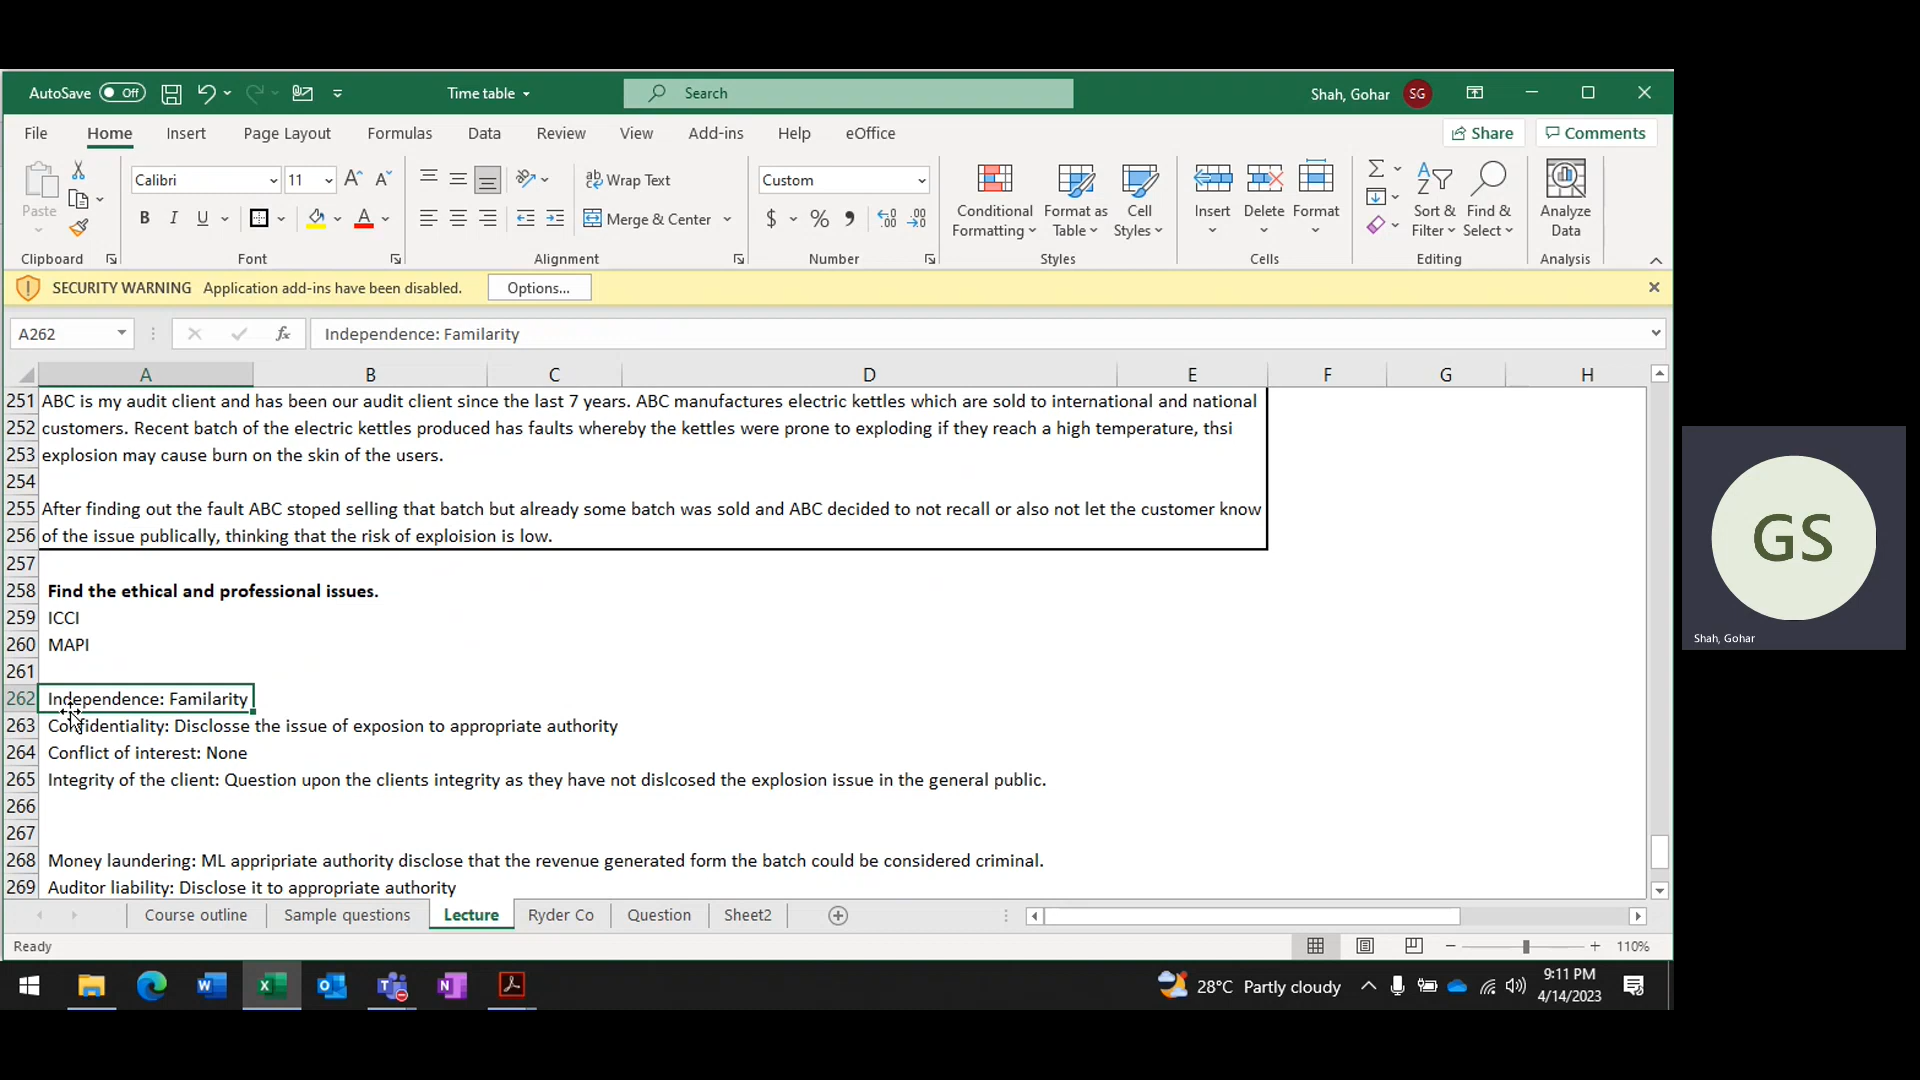 AutoSave Off Time table Search Shah, Gohar SG
File Home Insert Page Layout Formulas Data Review View Add-ins Help eOffice Share Comments
Paste Calibri 11 Wrap Text Custom
B I U A Merge & Center $ % Conditional Formatting Format as Table Cell Styles Insert Delete Format Sort & Filter Find & Select Analyze Data
Clipboard Font Alignment Number Styles Cells Editing Analysis
SECURITY WARNING Application add-ins have been disabled. Options...
A262 fx Independence: Familarity
A B C D E F G H
251 ABC is my audit client and has been our audit client since the last 7 years. ABC manufactures electric kettles which are sold to international and national
252 customers. Recent batch of the electric kettles produced has faults whereby the kettles were prone to exploding if they reach a high temperature, thsi
253 explosion may cause burn on the skin of the users.
254
255 After finding out the fault ABC stoped selling that batch but already some batch was sold and ABC decided to not recall or also not let the customer know
256 of the issue publically, thinking that the risk of exploision is low.
257
258 Find the ethical and professional issues.
259 ICCI
260 MAPI
261
262 Independence: Familarity
263 Confidentiality: Disclosse the issue of exposion to appropriate authority
264 Conflict of interest: None
265 Integrity of the client: Question upon the clients integrity as they have not dislcosed the explosion issue in the general public.
266
267
268 Money laundering: ML appripriate authority disclose that the revenue generated form the batch could be considered criminal.
269 Auditor liability: Disclose it to appropriate authority
Course outline Sample questions Lecture Ryder Co Question Sheet2
Ready 110%
28°C Partly cloudy 9:11 PM
4/14/2023
GS
Shah, Gohar